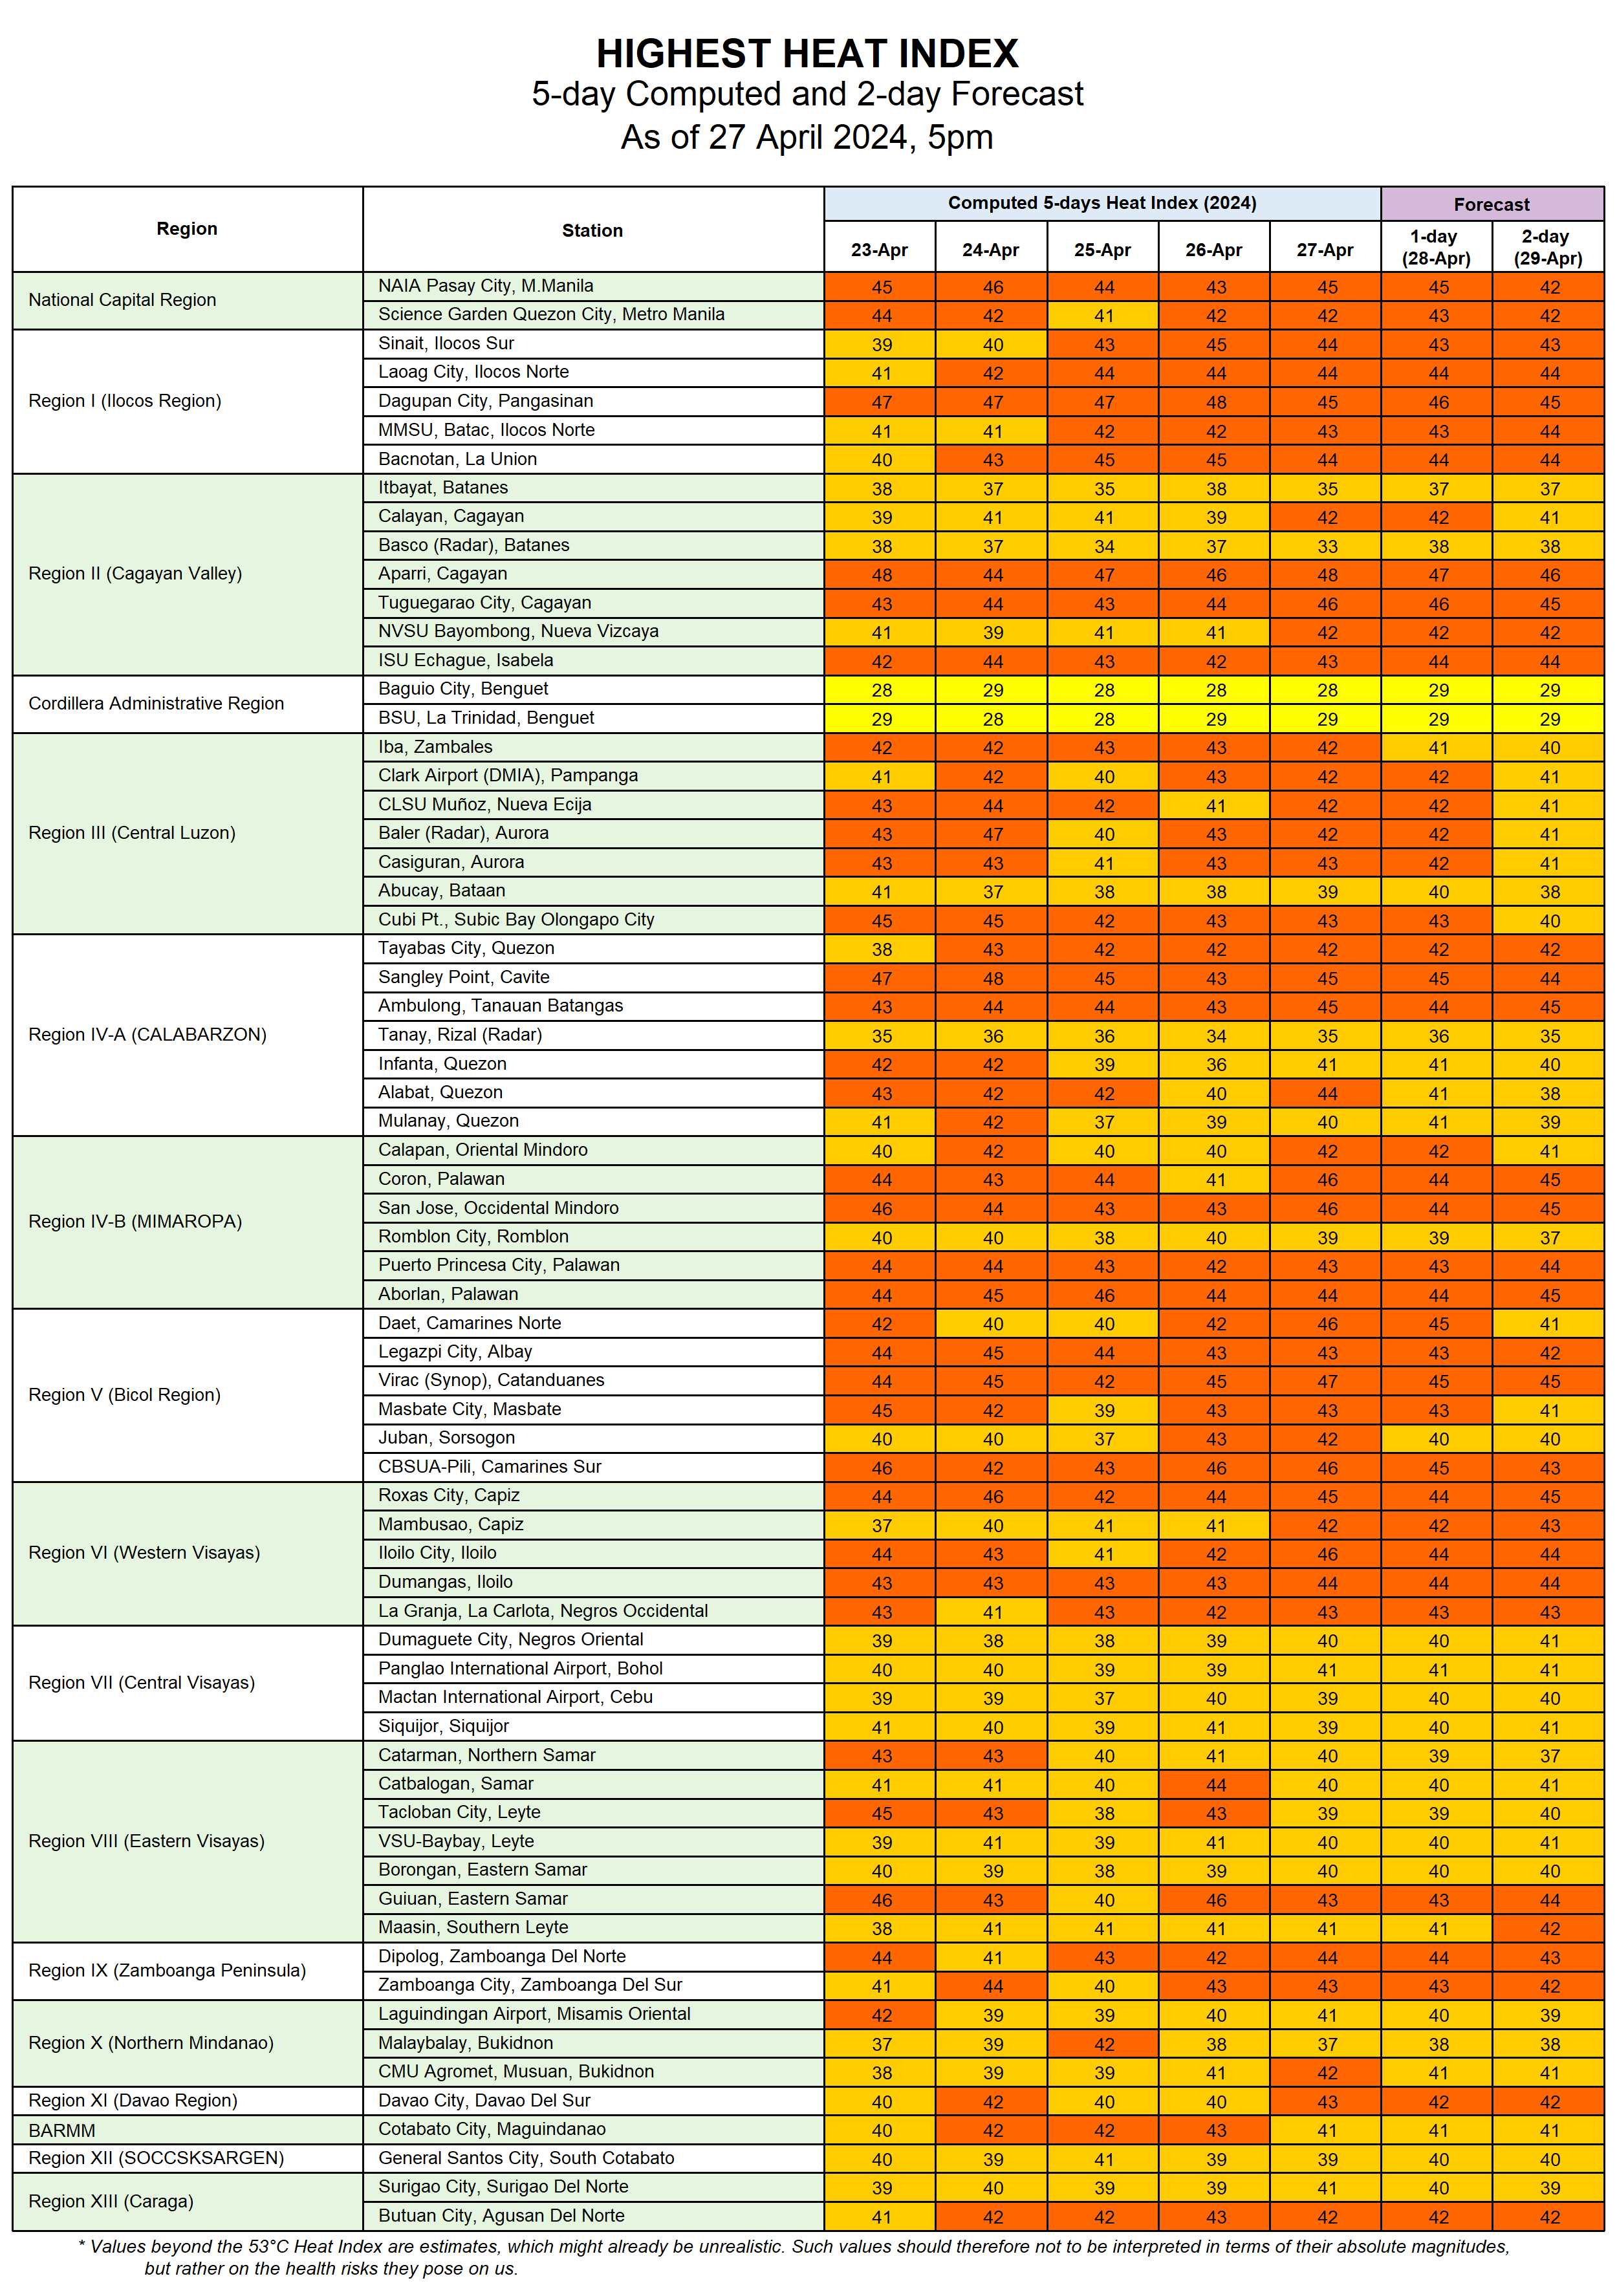 HIGHEST HEAT INDEX
5-day Computed and 2-day Forecast
As of 27 April 2024, 5pm
Region Station Computed 5-days Heat Index (2024) Forecast
23-Apr 24-Apr 25-Apr 26-Apr 27-Apr 1-day (28-Apr) 2-day (29-Apr)
National Capital Region
NAIA Pasay City, M.Manila 45 46 44 43 45 45 42
Science Garden Quezon City, Metro Manila 44 42 41 42 42 43 42
Region I (Ilocos Region)
Sinait, Ilocos Sur 39 40 43 45 44 43 43
Laoag City, Ilocos Norte 41 42 44 44 44 44 44
Dagupan City, Pangasinan 47 47 47 48 45 46 45
MMSU, Batac, Ilocos Norte 41 41 42 42 43 43 44
Bacnotan, La Union 40 43 45 45 44 44 44
Region II (Cagayan Valley)
Itbayat, Batanes 38 37 35 38 35 37 37
Calayan, Cagayan 39 41 41 39 42 42 41
Basco (Radar), Batanes 38 37 34 37 33 38 38
Aparri, Cagayan 48 44 47 46 48 47 46
Tuguegarao City, Cagayan 43 44 43 44 46 46 45
NVSU Bayombong, Nueva Vizcaya 41 39 41 41 42 42 42
ISU Echague, Isabela 42 44 43 42 43 44 44
Cordillera Administrative Region
Baguio City, Benguet 28 29 28 28 28 29 29
BSU, La Trinidad, Benguet 29 28 28 29 29 29 29
Region III (Central Luzon)
Iba, Zambales 42 42 43 43 42 41 40
Clark Airport (DMIA), Pampanga 41 42 40 43 42 42 41
CLSU Muñoz, Nueva Ecija 43 44 42 41 42 42 41
Baler (Radar), Aurora 43 47 40 43 42 42 41
Casiguran, Aurora 43 43 41 43 43 42 41
Abucay, Bataan 41 37 38 38 39 40 38
Cubi Pt., Subic Bay Olongapo City 45 45 42 43 43 43 40
Region IV-A (CALABARZON)
Tayabas City, Quezon 38 43 42 42 42 42 42
Sangley Point, Cavite 47 48 45 43 45 45 44
Ambulong, Tanauan Batangas 43 44 44 43 45 44 45
Tanay, Rizal (Radar) 35 36 36 34 35 36 35
Infanta, Quezon 42 42 39 36 41 41 40
Alabat, Quezon 43 42 42 40 44 41 38
Mulanay, Quezon 41 42 37 39 40 41 39
Region IV-B (MIMAROPA)
Calapan, Oriental Mindoro 40 42 40 40 42 42 41
Coron, Palawan 44 43 44 41 46 44 45
San Jose, Occidental Mindoro 46 44 43 43 46 44 45
Romblon City, Romblon 40 40 38 40 39 39 37
Puerto Princesa City, Palawan 44 44 43 42 43 43 44
Aborlan, Palawan 44 45 46 44 44 44 45
Region V (Bicol Region)
Daet, Camarines Norte 42 40 40 42 46 45 41
Legazpi City, Albay 44 45 44 43 43 43 42
Virac (Synop), Catanduanes 44 45 42 45 47 45 45
Masbate City, Masbate 45 42 39 43 43 43 41
Juban, Sorsogon 40 40 37 43 42 40 40
CBSUA-Pili, Camarines Sur 46 42 43 46 46 45 43
Region VI (Western Visayas)
Roxas City, Capiz 44 46 42 44 45 44 45
Mambusao, Capiz 37 40 41 41 42 42 43
Iloilo City, Iloilo 44 43 41 42 46 44 44
Dumangas, Iloilo 43 43 43 43 44 44 44
La Granja, La Carlota, Negros Occidental 43 41 43 42 43 43 43
Region VII (Central Visayas)
Dumaguete City, Negros Oriental 39 38 38 39 40 40 41
Panglao International Airport, Bohol 40 40 39 39 41 41 41
Mactan International Airport, Cebu 39 39 37 40 39 40 40
Siquijor, Siquijor 41 40 39 41 39 40 41
Region VIII (Eastern Visayas)
Catarman, Northern Samar 43 43 40 41 40 39 37
Catbalogan, Samar 41 41 40 44 40 40 41
Tacloban City, Leyte 45 43 38 43 39 39 40
VSU-Baybay, Leyte 39 41 39 41 40 40 41
Borongan, Eastern Samar 40 39 38 39 40 40 40
Guiuan, Eastern Samar 46 43 40 46 43 43 44
Maasin, Southern Leyte 38 41 41 41 41 41 42
Region IX (Zamboanga Peninsula)
Dipolog, Zamboanga Del Norte 44 41 43 42 44 44 43
Zamboanga City, Zamboanga Del Sur 41 44 40 43 43 43 42
Region X (Northern Mindanao)
Laguindingan Airport, Misamis Oriental 42 39 39 40 41 40 39
Malaybalay, Bukidnon 37 39 42 38 37 38 38
CMU Agromet, Musuan, Bukidnon 38 39 39 41 42 41 41
Region XI (Davao Region) Davao City, Davao Del Sur 40 42 40 40 43 42 42
BARMM Cotabato City, Maguindanao 40 42 42 43 41 41 41
Region XII (SOCCSKSARGEN) General Santos City, South Cotabato 40 39 41 39 39 40 40
Region XIII (Caraga)
Surigao City, Surigao Del Norte 39 40 39 39 41 40 39
Butuan City, Agusan Del Norte 41 42 42 43 42 42 42
* Values beyond the 53°C Heat Index are estimates, which might already be unrealistic. Such values should therefore not to be interpreted in terms of their absolute magnitudes,
but rather on the health risks they pose on us.